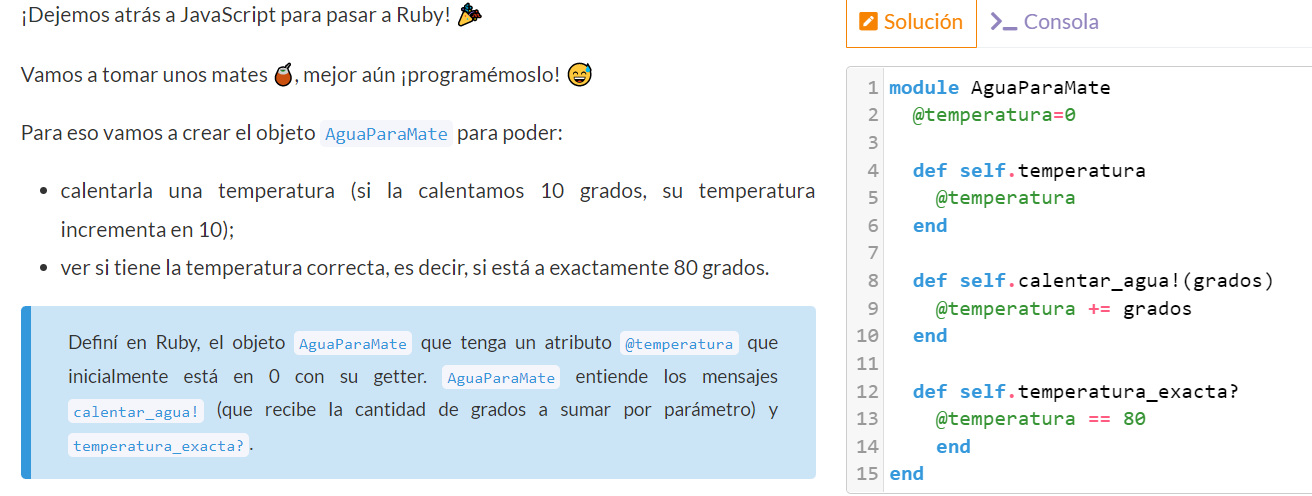 ¡Dejemos atrás a JavaScript para pasar a Ruby! 🎉
Vamos a tomar unos mates 🧉, mejor aún ¡programémoslo! 😅
Para eso vamos a crear el objeto AguaParaMate para poder:
• calentarla una temperatura (si la calentamos 10 grados, su temperatura
incrementa en 10);
• ver si tiene la temperatura correcta, es decir, si está a exactamente 80 grados.
Definí en Ruby, el objeto AguaParaMate que tenga un atributo @temperatura que
inicialmente está en 0 con su getter. AguaParaMate entiende los mensajes
calentar_agua! (que recibe la cantidad de grados a sumar por parámetro) y
temperatura_exacta?.
Solución
Consola
1 module AguaParaMate
2   @temperatura=0
3
4   def self.temperatura
5     @temperatura
6   end
7
8   def self.calentar_agua!(grados)
9     @temperatura += grados
10   end
11
12   def self.temperatura_exacta?
13     @temperatura == 80
14     end
15 end